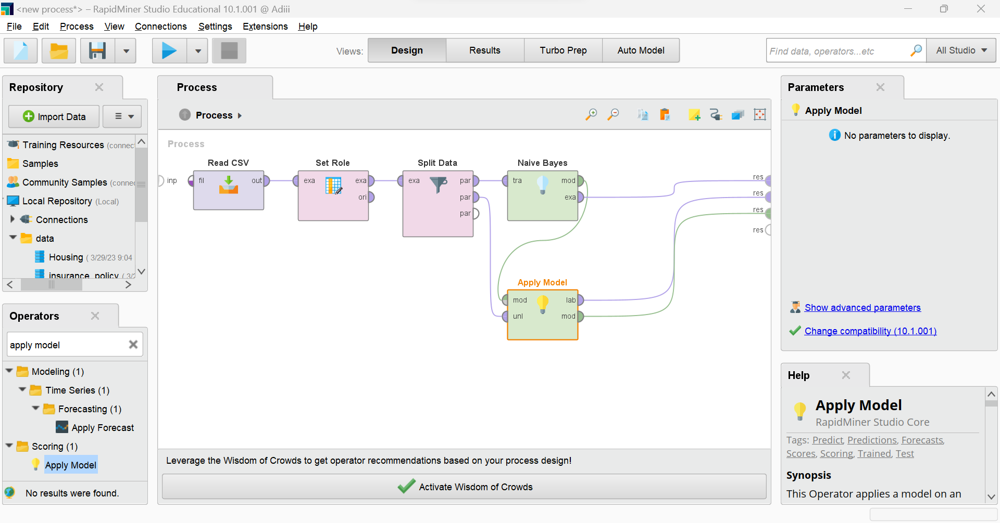 <new process*> – RapidMiner Studio Educational 10.1.001 @ Adiii
File Edit Process View Connections Settings Extensions Help
Views: Design Results Turbo Prep Auto Model
Find data, operators...etc
All Studio
Repository
Import Data
Training Resources (connec
Samples
Community Samples (conne
Local Repository (Local)
Connections
data
Housing ( 3/29/23 9:04
insurance_policy ( 3/2
Operators
apply model
Modeling (1)
Time Series (1)
Forecasting (1)
Apply Forecast
Scoring (1)
Apply Model
No results were found.
Process
Process
Process
Read CSV
Set Role
Split Data
Naive Bayes
inp
fil
out
exa
exa
ori
exa
par
par
par
tra
mod
exa
res
res
res
res
Apply Model
mod
lab
unl
mod
Leverage the Wisdom of Crowds to get operator recommendations based on your process design!
Activate Wisdom of Crowds
Parameters
Apply Model
No parameters to display.
Show advanced parameters
Change compatibility (10.1.001)
Help
Apply Model
RapidMiner Studio Core
Tags: Predict, Predictions, Forecasts,
Scores, Scoring, Trained, Test
Synopsis
This Operator applies a model on an